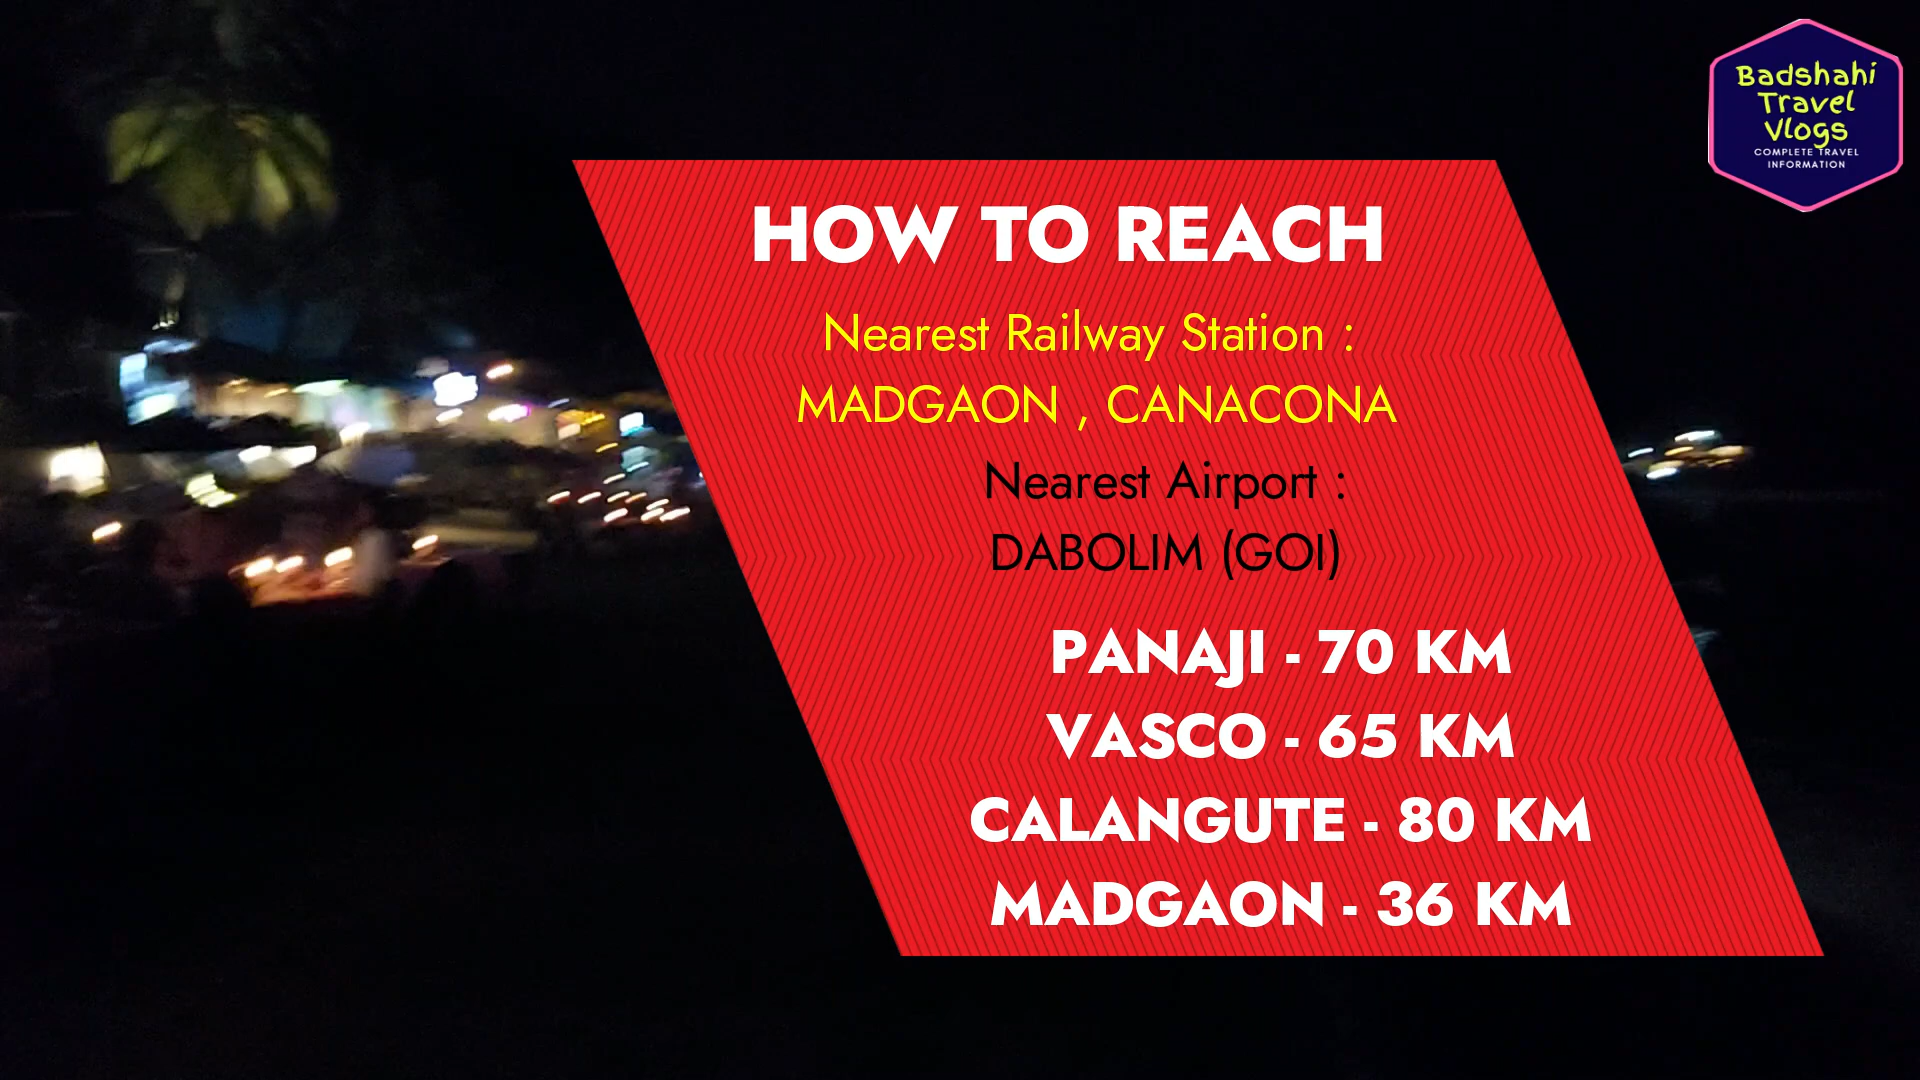 Badshahi
Travel
Vlogs
COMPLETE TRAVEL
INFORMATION
HOW TO REACH
Nearest Railway Station :
MADGAON , CANACONA
Nearest Airport :
DABOLIM (GOI)
PANAJI - 70 KM
VASCO - 65 KM
CALANGUTE - 80 KM
MADGAON - 36 KM